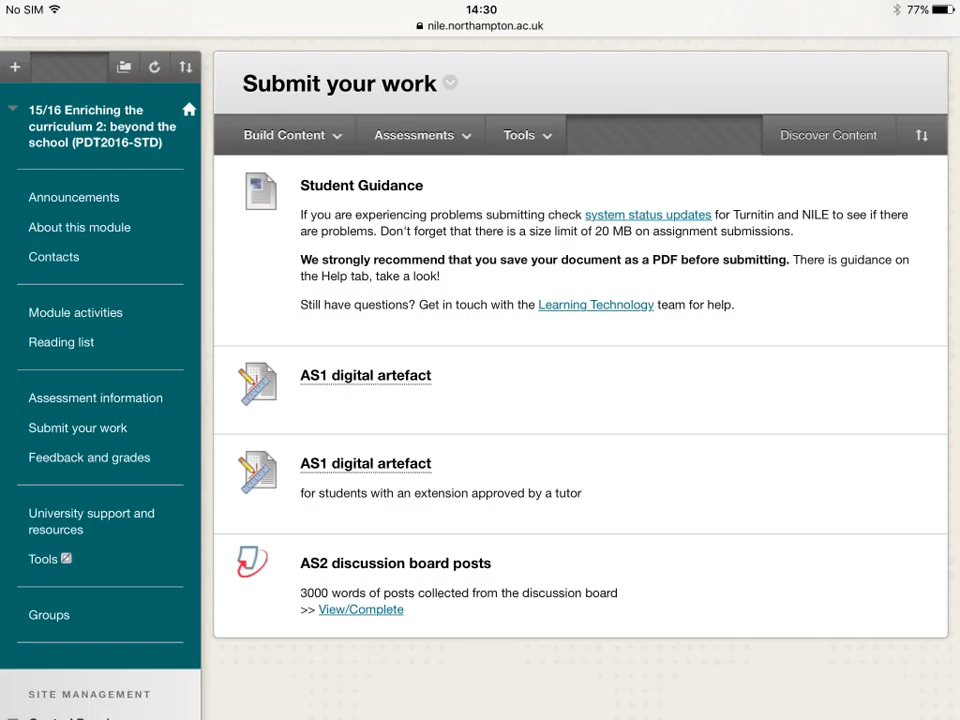 No SIM
14:30
77%
nile.northampton.ac.uk
15/16 Enriching the
curriculum 2: beyond the
school (PDT2016-STD)
Announcements
About this module
Contacts
Module activities
Reading list
Assessment information
Submit your work
Feedback and grades
University support and
resources
Tools
Groups
SITE MANAGEMENT
Submit your work
Build Content
Assessments
Tools
Discover Content
Student Guidance
If you are experiencing problems submitting check system status updates for Turnitin and NILE to see if there
are problems. Don't forget that there is a size limit of 20 MB on assignment submissions.
We strongly recommend that you save your document as a PDF before submitting. There is guidance on
the Help tab, take a look!
Still have questions? Get in touch with the Learning Technology team for help.
AS1 digital artefact
AS1 digital artefact
for students with an extension approved by a tutor
AS2 discussion board posts
3000 words of posts collected from the discussion board
>> View/Complete